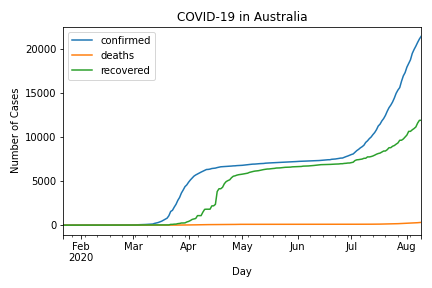 COVID-19 in Australia
confirmed
deaths
recovered
Number of Cases
20000
15000
10000
5000
0
Feb Mar Apr May Jun Jul Aug
2020
Day